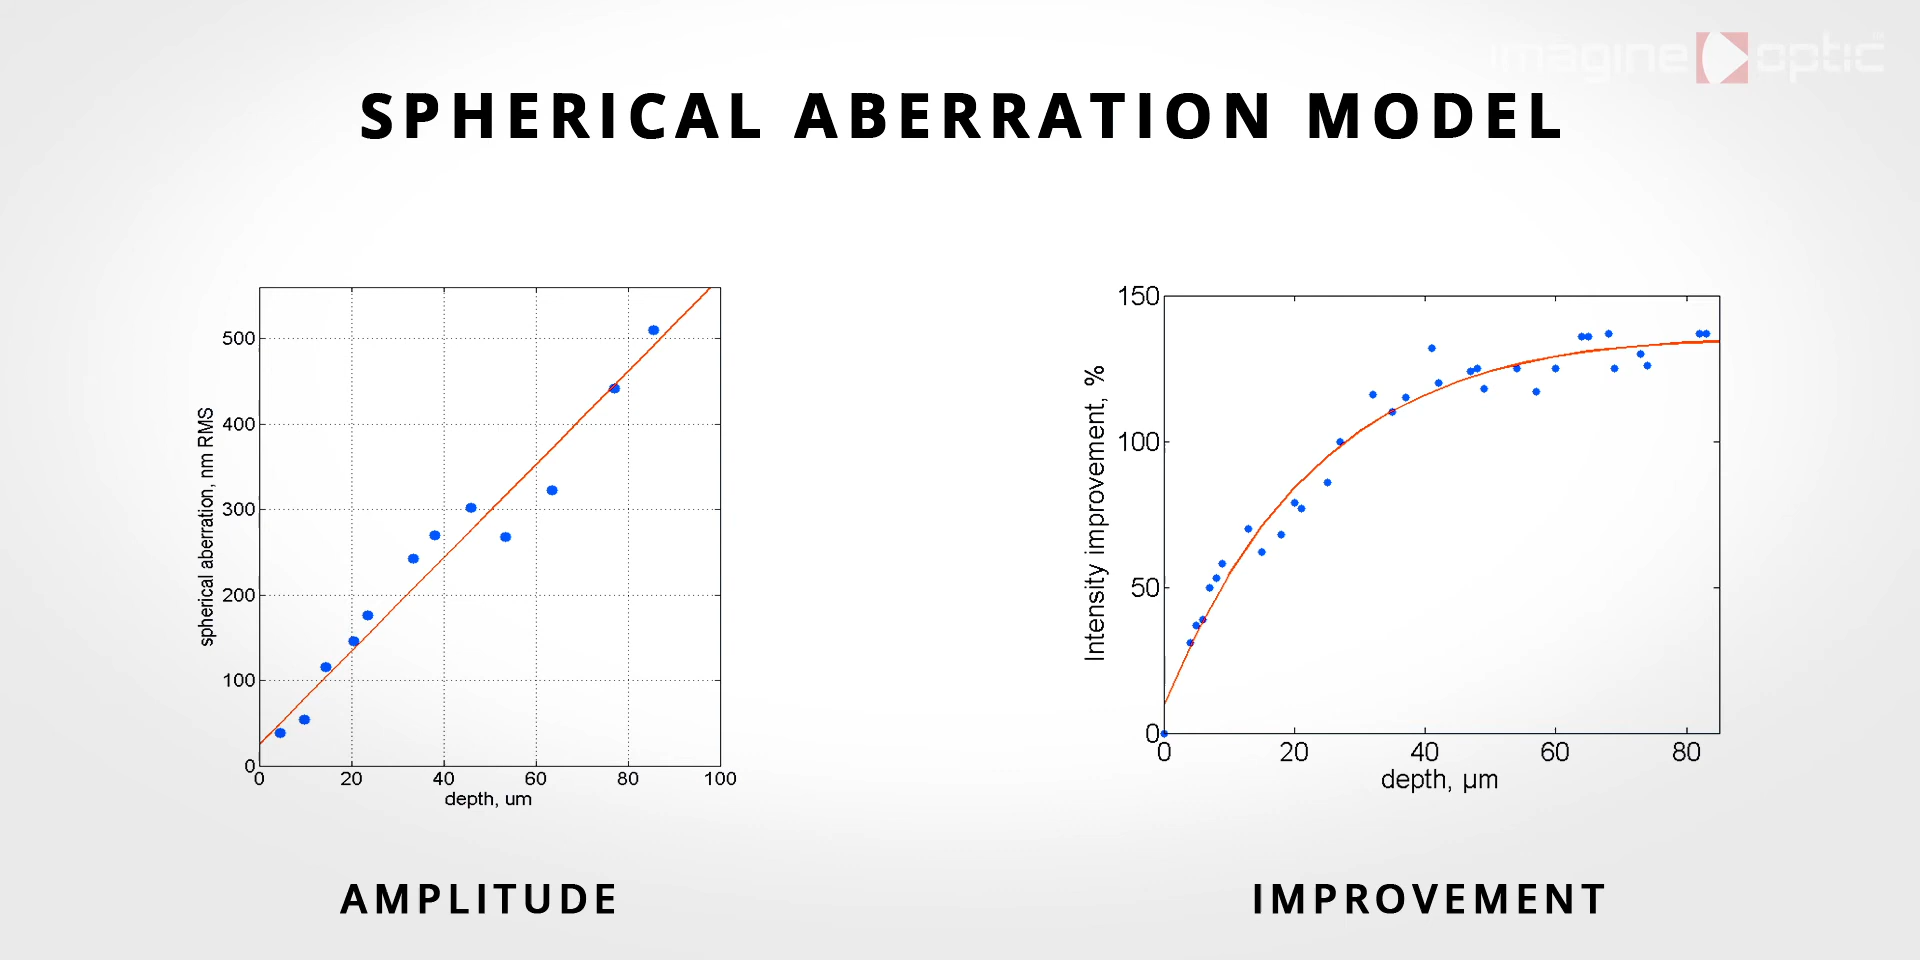 imagine optic
SPHERICAL ABERRATION MODEL
500
400
300
200
100
0
spherical aberration, nm RMS
0 20 40 60 80 100
depth, um
AMPLITUDE
150
100
50
0
Intensity improvement, %
0 20 40 60 80
depth, µm
IMPROVEMENT